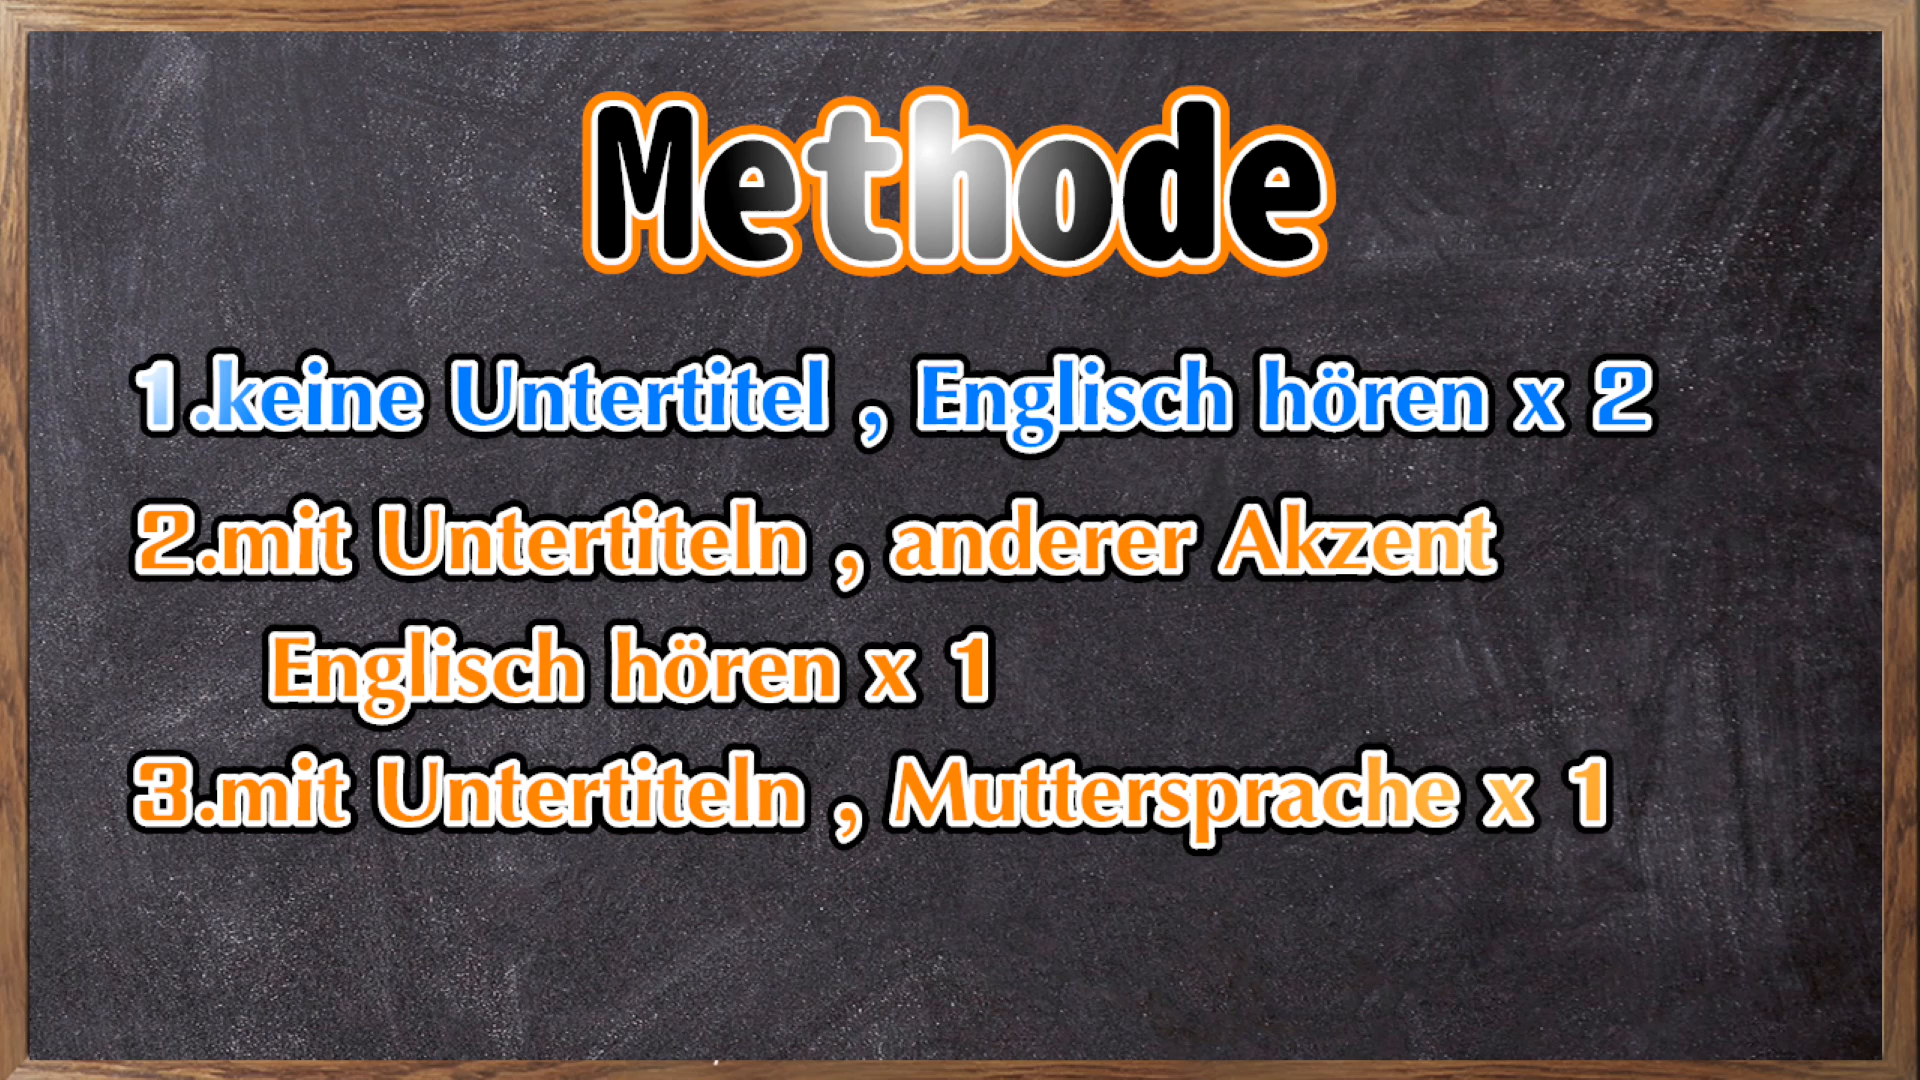 Methode
1.keine Untertitel , Englisch hören x 2
2.mit Untertiteln , anderer Akzent
Englisch hören x 1
3.mit Untertiteln , Muttersprache x 1